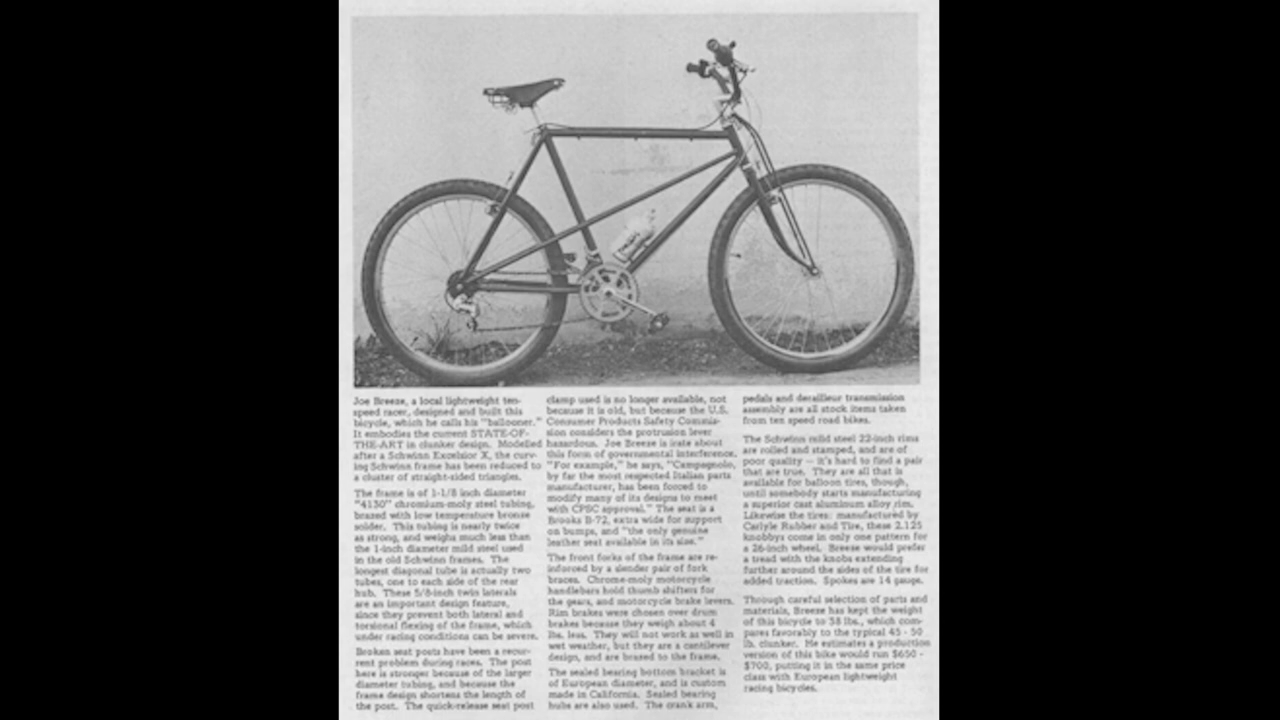 Joe Breeze, a local lightweight ten-
speed racer, designed and built this
bicycle, which he calls his "ballooner."
It embodies the current STATE-OF-
THE-ART in clunker design. Modelled
after a Schwinn Excelsior X, the curv-
ing Schwinn frame has been reduced to
a cluster of straight-sided triangles.
The frame is of 1-1/8 inch diameter
"4130" chromium-moly steel tubing,
brazed with low temperature bronze
solder. This tubing is nearly twice
as strong, and weighs much less than
the 1-inch diameter mild steel used
in the old Schwinn frames. The
longest diagonal tube is actually two
tubes, one to each side of the rear
hub. These 5/8-inch twin laterals
are an important design feature,
since they prevent both lateral and
torsional flexing of the frame, which
under racing conditions can be severe.
Broken seat posts have been a recur-
rent problem during races. The post
here is stronger because of the larger
diameter tubing, and because the
frame design shortens the length of
the post. The quick-release seat post
clamp used is no longer available, not
because it is old, but because the U.S.
Consumer Products Safety Commis-
sion considers the protrusion lever
hazardous. Joe Breeze is irate about
this form of governmental interference.
"For example," he says, "Campagnolo,
by far the most respected Italian parts
manufacturer, has been forced to
modify many of its designs to meet
with CPSC approval." The seat is a
Brooks B-72, extra wide for support
on bumps, and "the only genuine
leather seat available in its size."
The front forks of the frame are re-
inforced by a slender pair of fork
braces. Chrome-moly motorcycle
handlebars hold thumb shifters for
the gears, and motorcycle brake levers.
Rim brakes were chosen over drum
brakes because they weigh about 4
lbs. less. They will not work as well in
wet weather, but they are a cantilever
design, and are brazed to the frame.
The sealed bearing bottom bracket is
of European diameter, and is custom
made in California. Sealed bearing
hubs are also used. The crank arm,
pedals and derailleur transmission
assembly are all stock items taken
from ten speed road bikes.
The Schwinn mild steel 22-inch rims
are rolled and stamped, and are of
poor quality — it's hard to find a pair
that are true. They are all that is
available for balloon tires, though,
until somebody starts manufacturing
a superior cast aluminum alloy rim.
Likewise the tires: manufactured by
Carlyle Rubber and Tire, these 2.125
knobbys come in only one pattern for
a 26-inch wheel. Breeze would prefer
a tread with the knobs extending
further around the sides of the tire for
added traction. Spokes are 14 gauge.
Through careful selection of parts and
materials, Breeze has kept the weight
of this bicycle to 38 lbs., which com-
pares favorably to the typical 45 - 50
lb. clunker. He estimates a production
version of this bike would run $650 -
$700, putting it in the same price
class with European lightweight
racing bicycles.